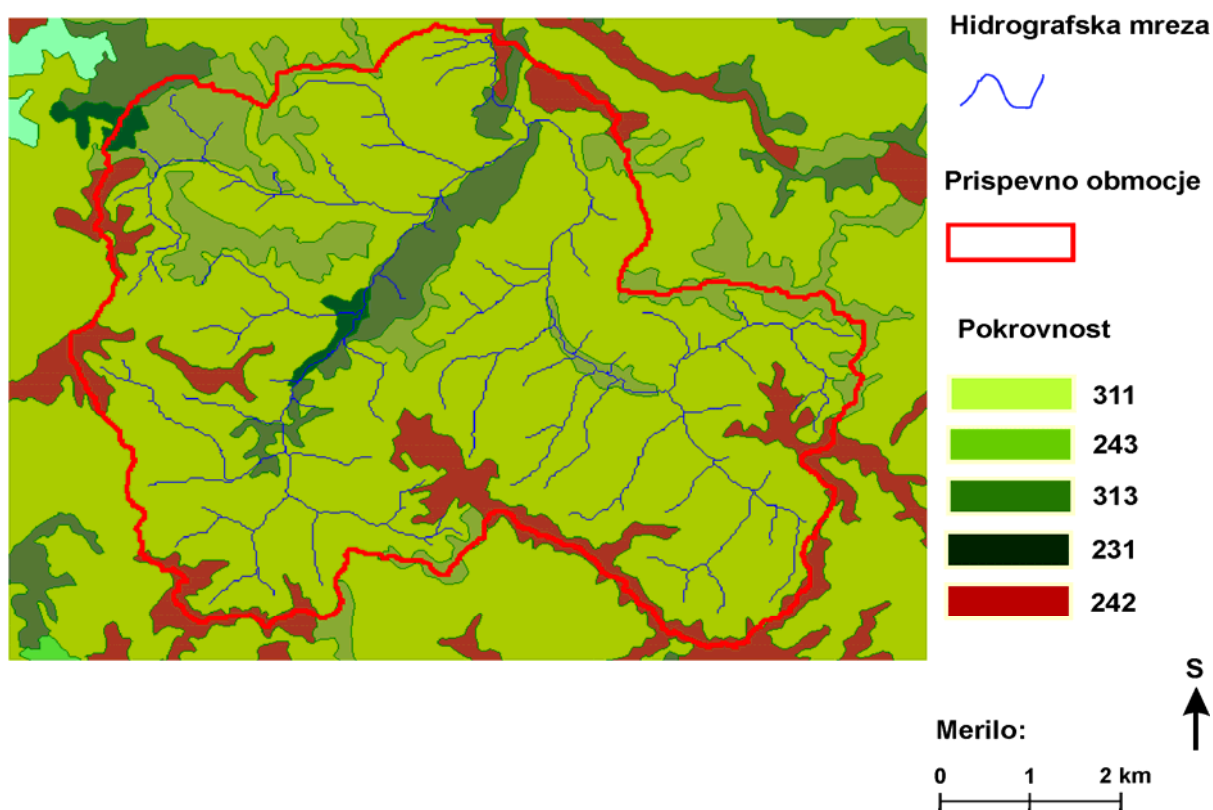 Hidrografska mreza
Prispevno obmocje
Pokrovnost
311
243
313
231
242
S
Merilo:
0 1 2 km